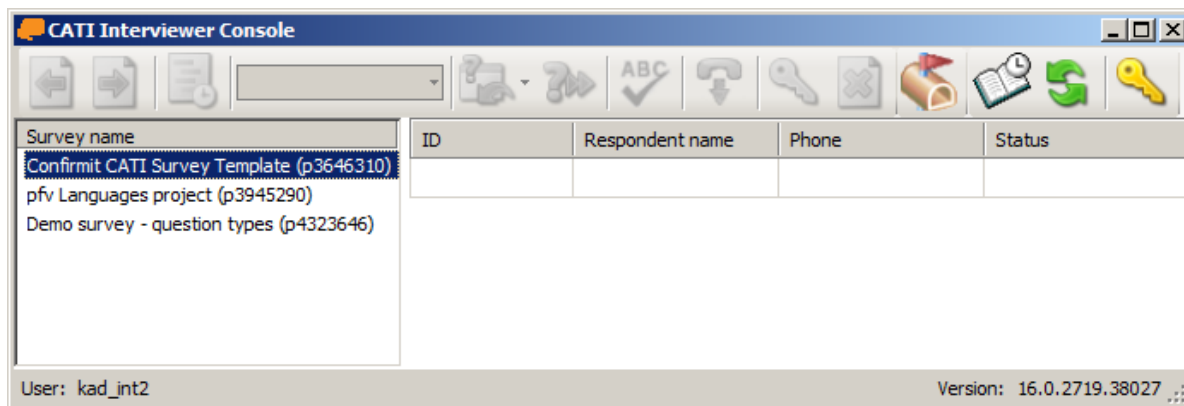 CATI Interviewer Console
ABC
Survey name
ID Respondent name Phone Status
Confirmit CATI Survey Template (p3646310)
pfv Languages project (p3945290)
Demo survey - question types (p4323646)
User: kad_int2 Version: 16.0.2719.38027